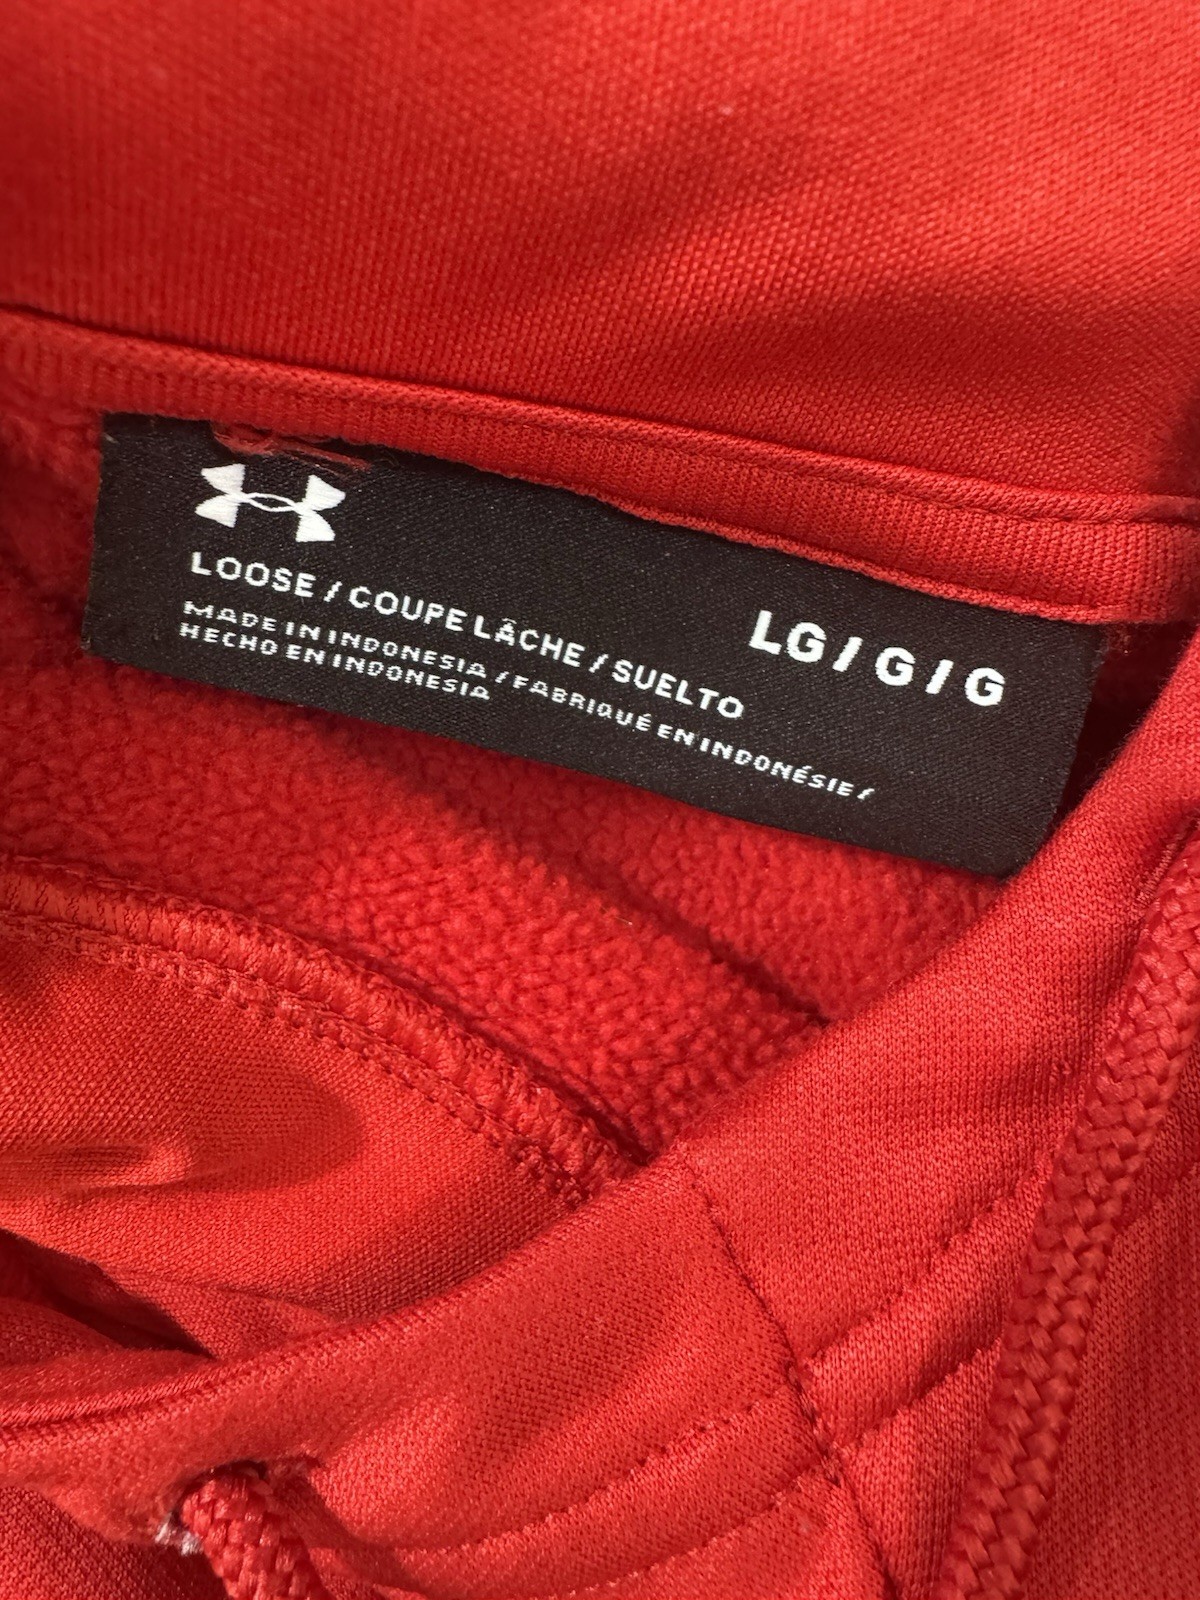 LOOSE / COUPE LÂCHE / SUELTO
LG / G / G
MADE IN INDONESIA / FABRIQUÉ EN INDONÉSIE /
HECHO EN INDONESIA